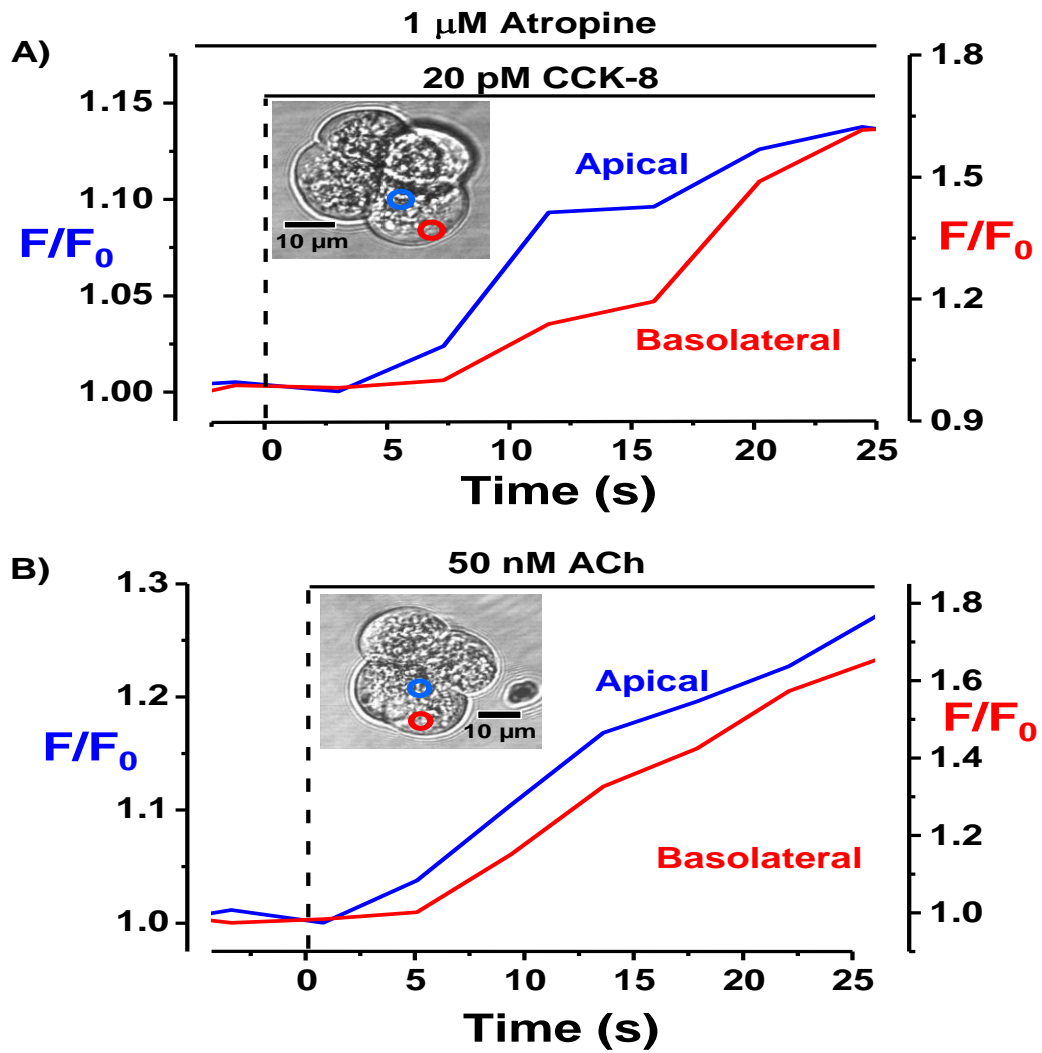 A)
1 μM Atropine
20 pM CCK-8
1.15
1.10
1.05
1.00
F/F0
1.8
1.5
1.2
0.9
F/F0
Apical
Basolateral
10 μm
0 5 10 15 20 25
Time (s)
B)
50 nM ACh
1.3
1.2
1.1
1.0
F/F0
1.8
1.6
1.4
1.2
1.0
F/F0
Apical
Basolateral
10 μm
0 5 10 15 20 25
Time (s)